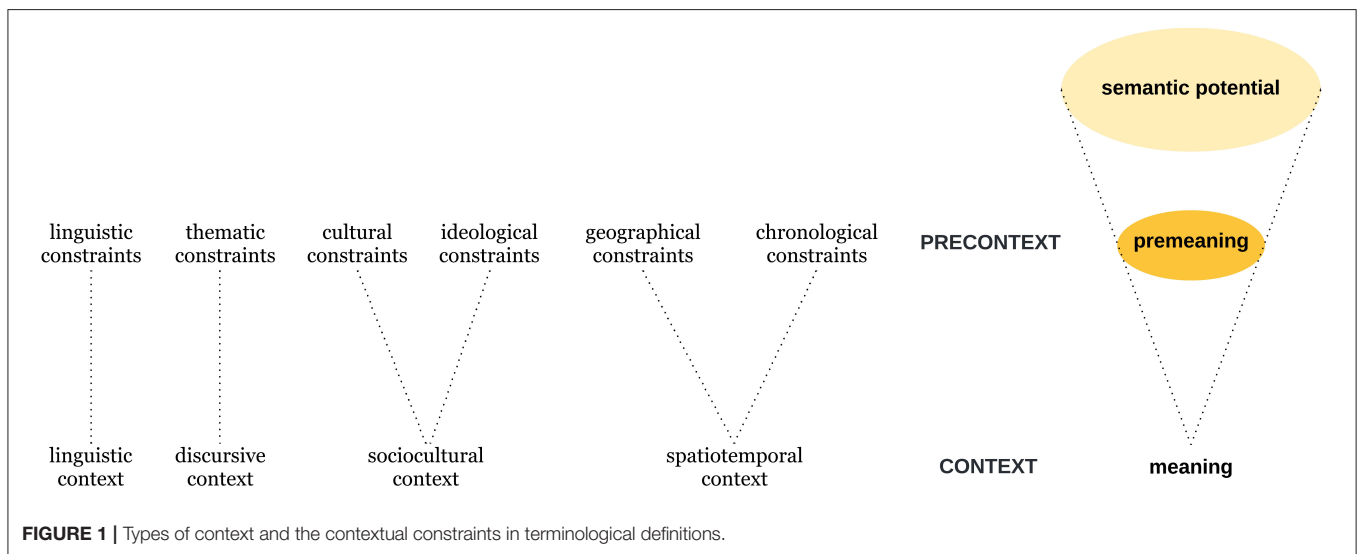 semantic potential
linguistic constraints
thematic constraints
cultural constraints
ideological constraints
geographical constraints
chronological constraints
PRECONTEXT
premeaning
linguistic context
discursive context
sociocultural context
spatiotemporal context
CONTEXT
meaning
FIGURE 1 | Types of context and the contextual constraints in terminological definitions.